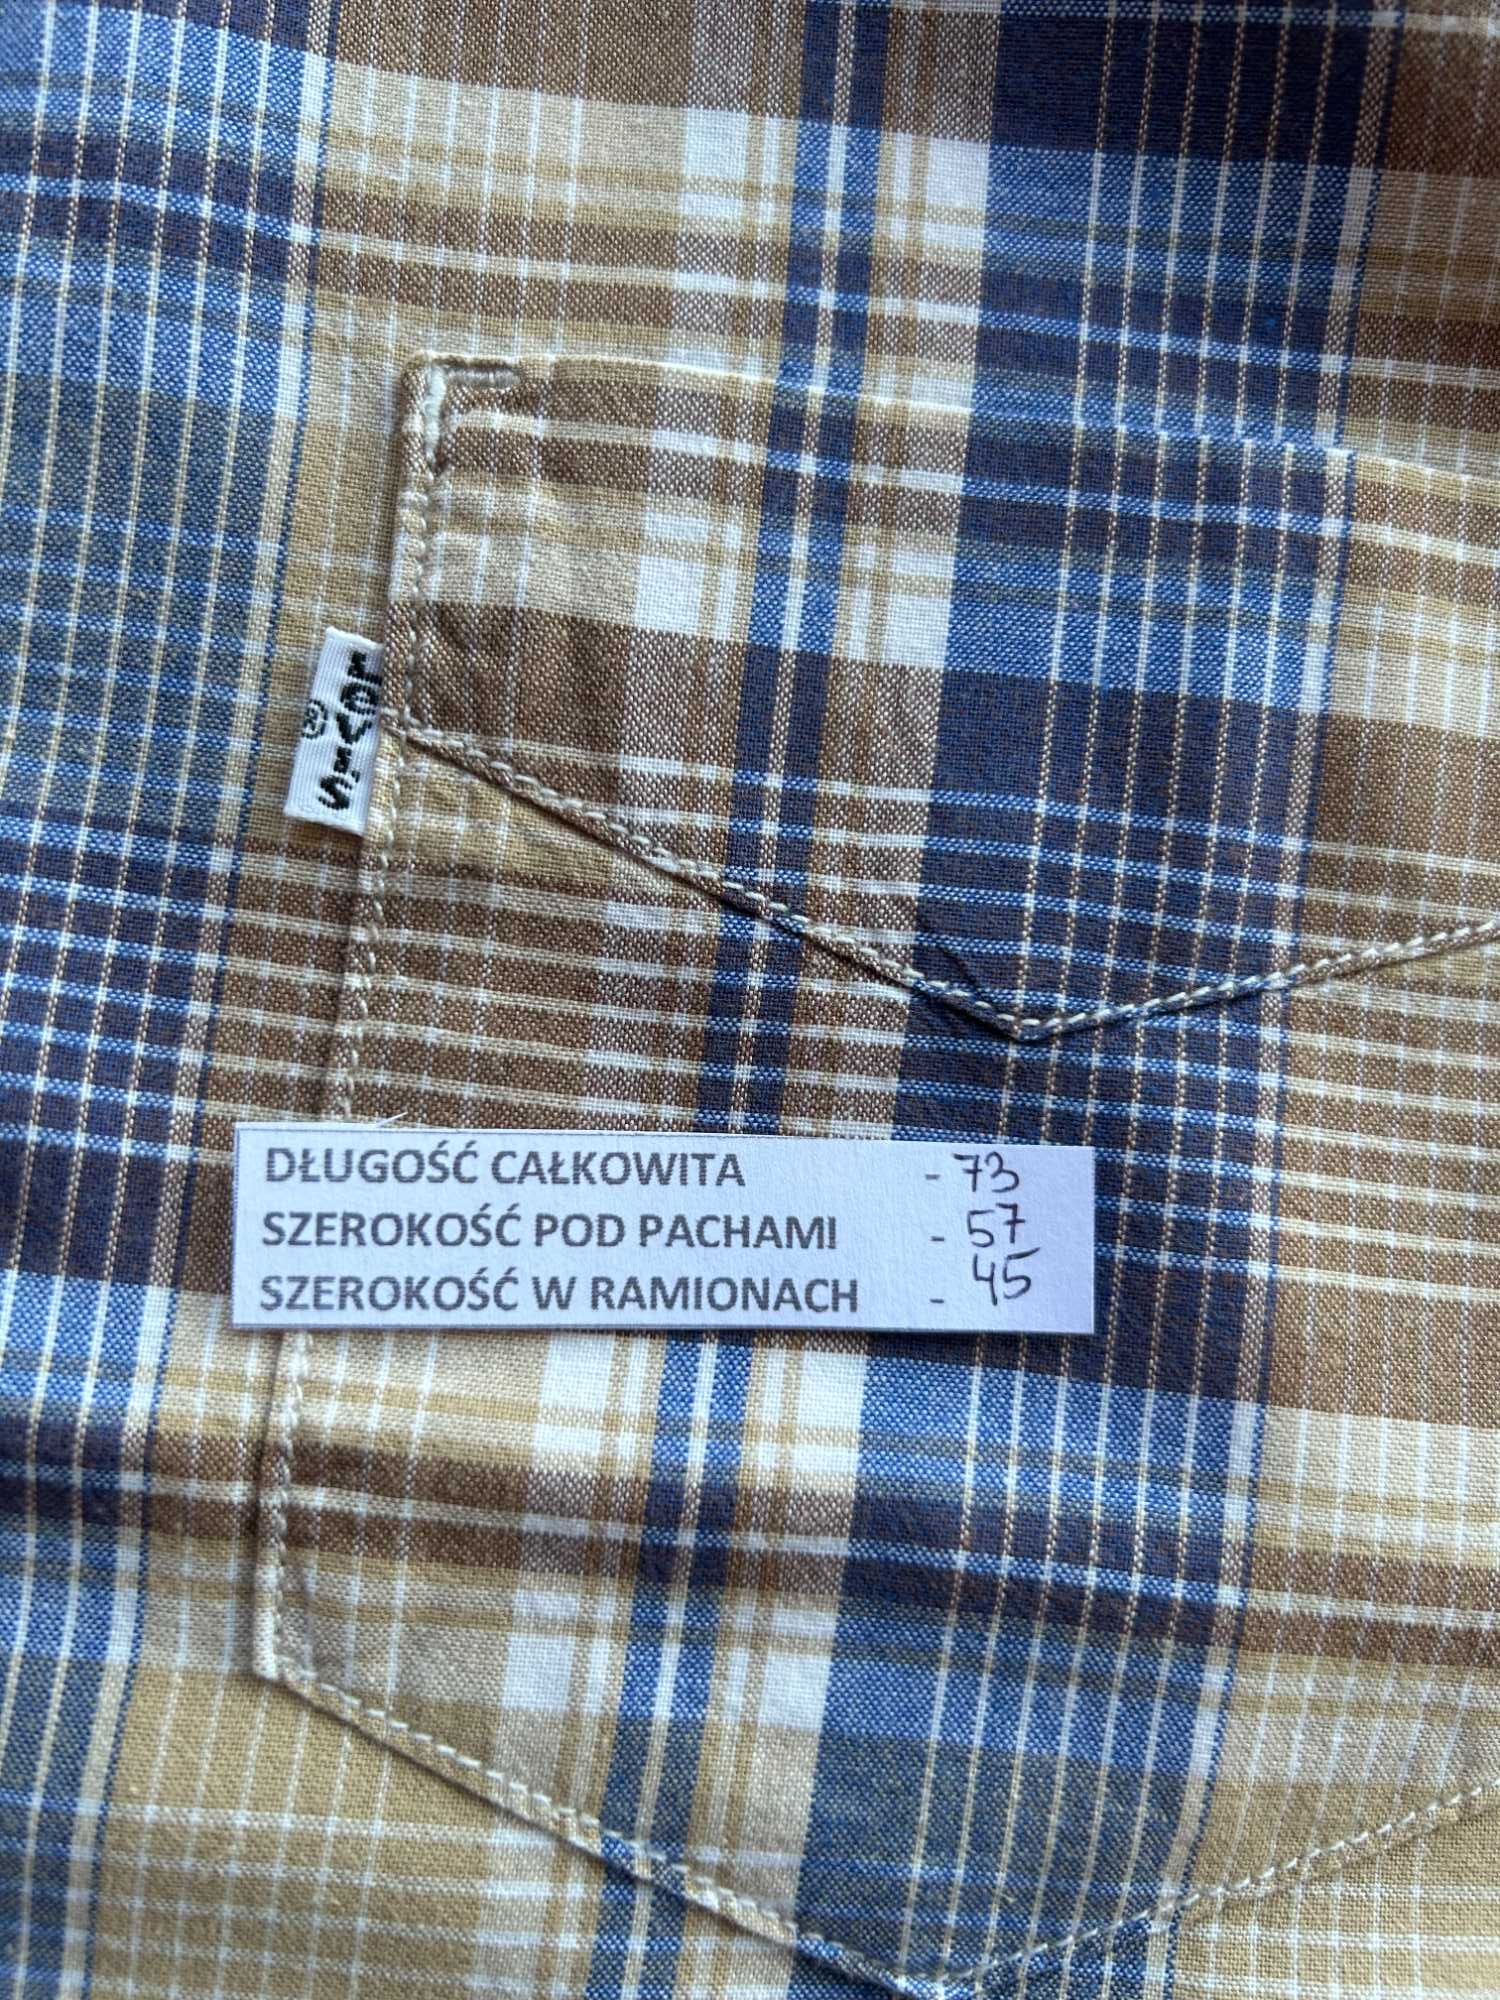 LEVI'S
®
DŁUGOŚĆ CAŁKOWITA - 73
SZEROKOŚĆ POD PACHAMI - 57
SZEROKOŚĆ W RAMIONACH - 45